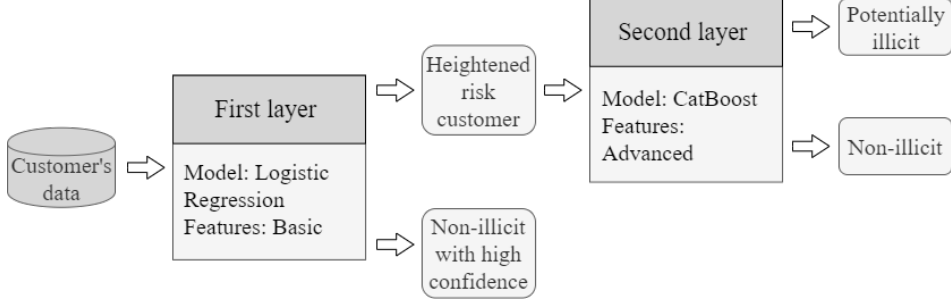 Customer's
data
First layer
Model: Logistic
Regression
Features: Basic
Heightened
risk
customer
Non-illicit
with high
confidence
Second layer
Model: CatBoost
Features:
Advanced
Potentially
illicit
Non-illicit